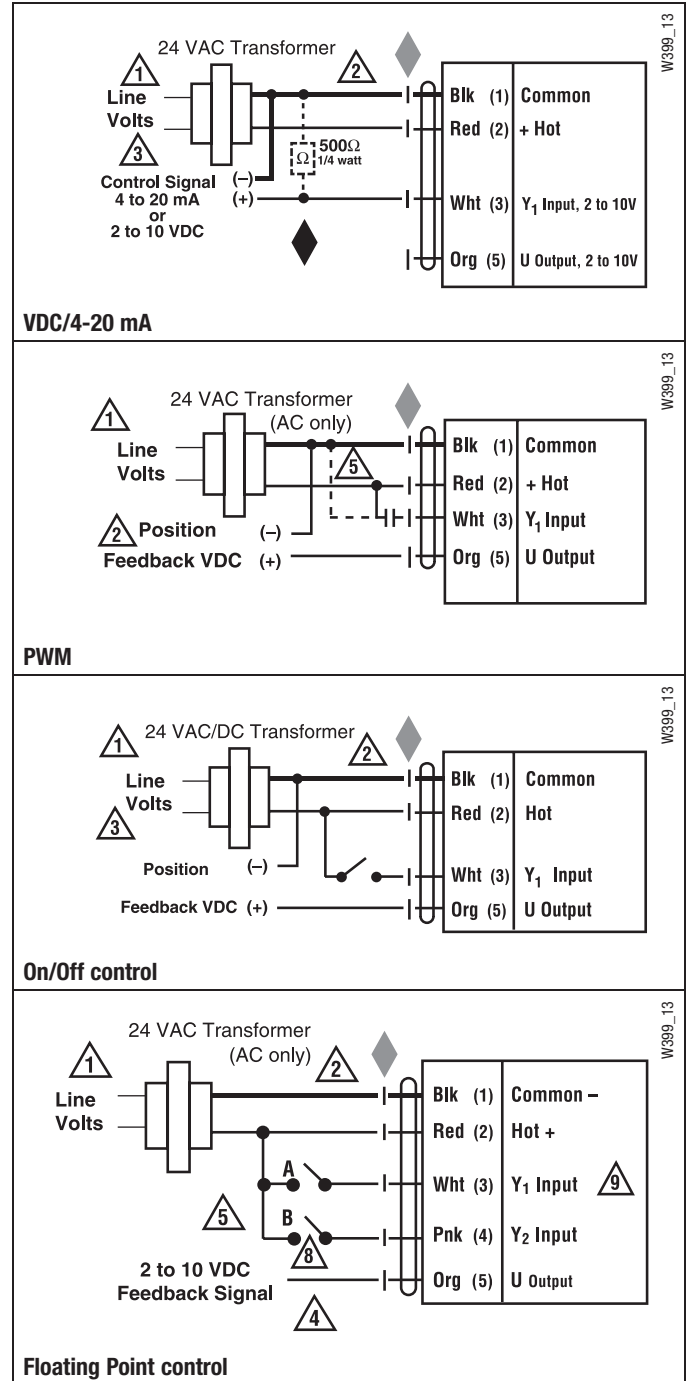 W399_13
24 VAC Transformer
1
2
Line
Volts
3
Control Signal (–)
4 to 20 mA (+)
or
2 to 10 VDC
Ω 500Ω
1/4 watt
Blk (1) Common
Red (2) + Hot
Wht (3) Y₁ Input, 2 to 10V
Org (5) U Output, 2 to 10V
VDC/4-20 mA
W399_13
24 VAC Transformer
(AC only)
1
Line
Volts
5
2 Position (–)
Feedback VDC (+)
Blk (1) Common
Red (2) + Hot
Wht (3) Y₁ Input
Org (5) U Output
PWM
W399_13
24 VAC/DC Transformer
1
2
Line
Volts
3
Position (–)
Feedback VDC (+)
Blk (1) Common
Red (2) Hot
Wht (3) Y₁ Input
Org (5) U Output
On/Off control
W399_13
24 VAC Transformer
(AC only)
1
2
Line
Volts
A
5
B
8
2 to 10 VDC
Feedback Signal
4
Blk (1) Common –
Red (2) Hot +
Wht (3) Y₁ Input 9
Pnk (4) Y₂ Input
Org (5) U Output
Floating Point control